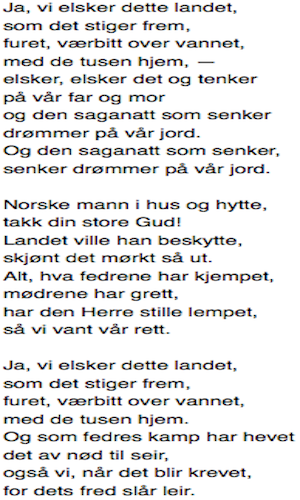 Ja, vi elsker dette landet,
som det stiger frem,
furet, værbitt over vannet,
med de tusen hjem, —
elsker, elsker det og tenker
på vår far og mor
og den saganatt som senker
drømmer på vår jord.
Og den saganatt som senker,
senker drømmer på vår jord.

Norske mann i hus og hytte,
takk din store Gud!
Landet ville han beskytte,
skjønt det mørkt så ut.
Alt, hva fedrene har kjempet,
mødrene har grett,
har den Herre stille lempet,
så vi vant vår rett.

Ja, vi elsker dette landet,
som det stiger frem,
furet, værbitt over vannet,
med de tusen hjem.
Og som fedres kamp har hevet
det av nød til seir,
også vi, når det blir krevet,
for dets fred slår leir.